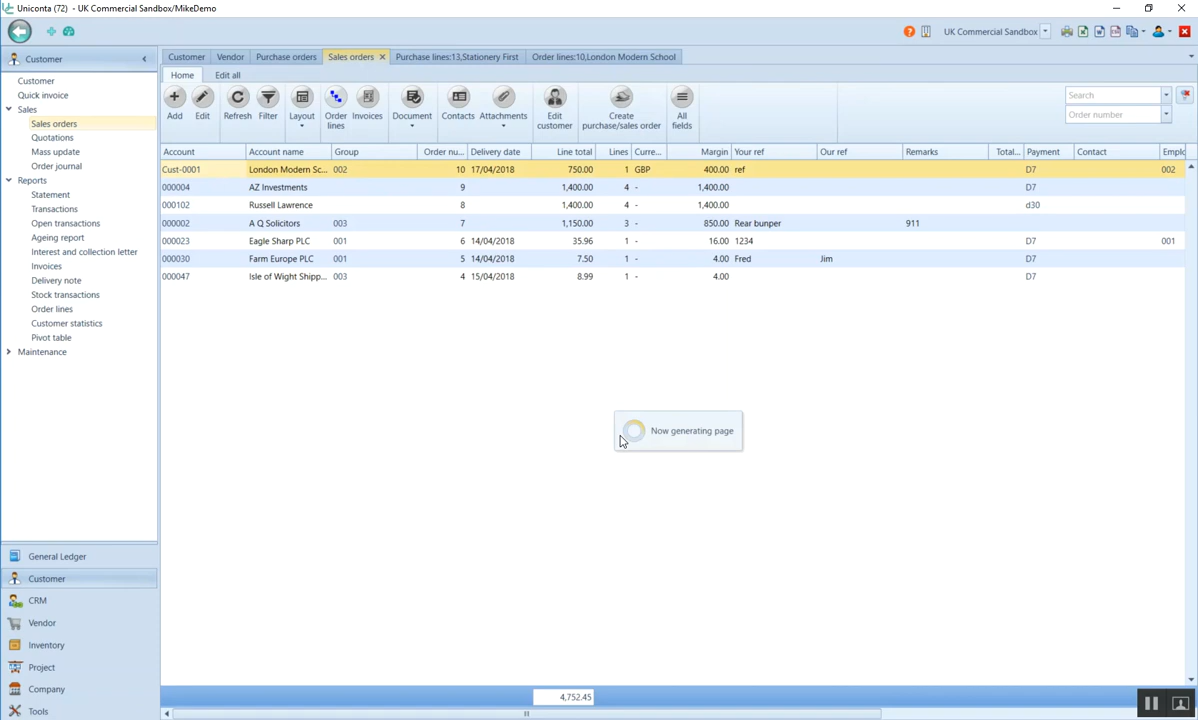 Uniconta (72) - UK Commercial Sandbox/MikeDemo
UK Commercial Sandbox
Customer
Customer Vendor Purchase orders Sales orders Purchase lines:13,Stationery First Order lines:10,London Modern School
Home Edit all
Customer
Quick invoice
Sales
Sales orders
Quotations
Mass update
Order journal
Reports
Statement
Transactions
Open transactions
Ageing report
Interest and collection letter
Invoices
Delivery note
Stock transactions
Order lines
Customer statistics
Pivot table
Maintenance
General Ledger
Customer
CRM
Vendor
Inventory
Project
Company
Tools
Add Edit Refresh Filter Layout Order lines Invoices Document Contacts Attachments Edit customer Create purchase/sales order All fields
Search
Order number
Account Account name Group Order nu... Delivery date Line total Lines Curre... Margin Your ref Our ref Remarks Total... Payment Contact Emplo
Cust-0001 London Modern Sc... 002 10 17/04/2018 750.00 1 GBP 400.00 ref D7 002
000004 AZ Investments 9 1,400.00 4 - 1,400.00 D7
000102 Russell Lawrence 8 1,400.00 4 - 1,400.00 d30
000002 A Q Solicitors 003 7 1,150.00 3 - 850.00 Rear bunper 911
000023 Eagle Sharp PLC 001 6 14/04/2018 35.96 1 - 16.00 1234 D7 001
000030 Farm Europe PLC 001 5 14/04/2018 7.50 1 - 4.00 Fred Jim D7
000047 Isle of Wight Shipp... 003 4 15/04/2018 8.99 1 - 4.00 D7
Now generating page
4,752.45